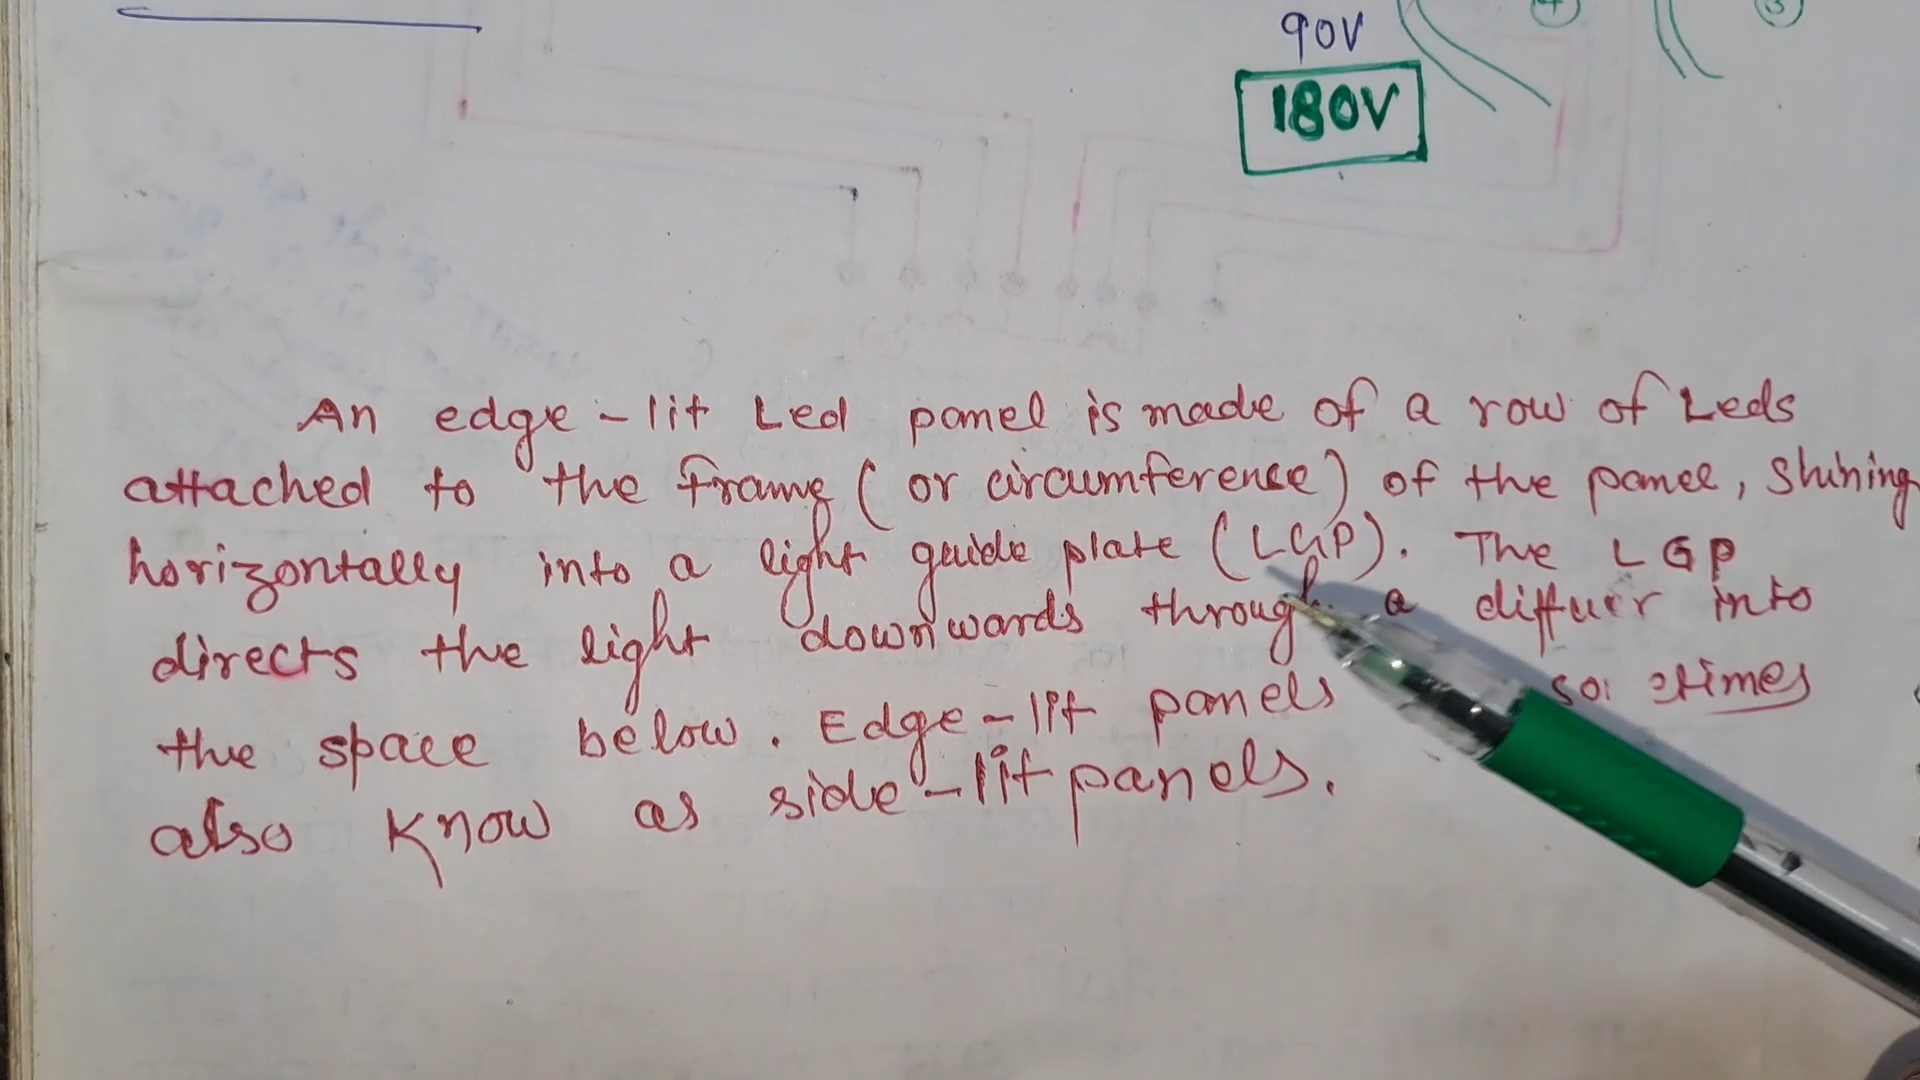 90V
4
3
180V
An edge-lit Led panel is made of a row of Leds
attached to the frame (or circumference) of the panel, Shining
horizontally into a light guide plate (LGP). The LGP
directs the light downwards through a into
the space below. Edge-lit panels
also know as side-lit panels.